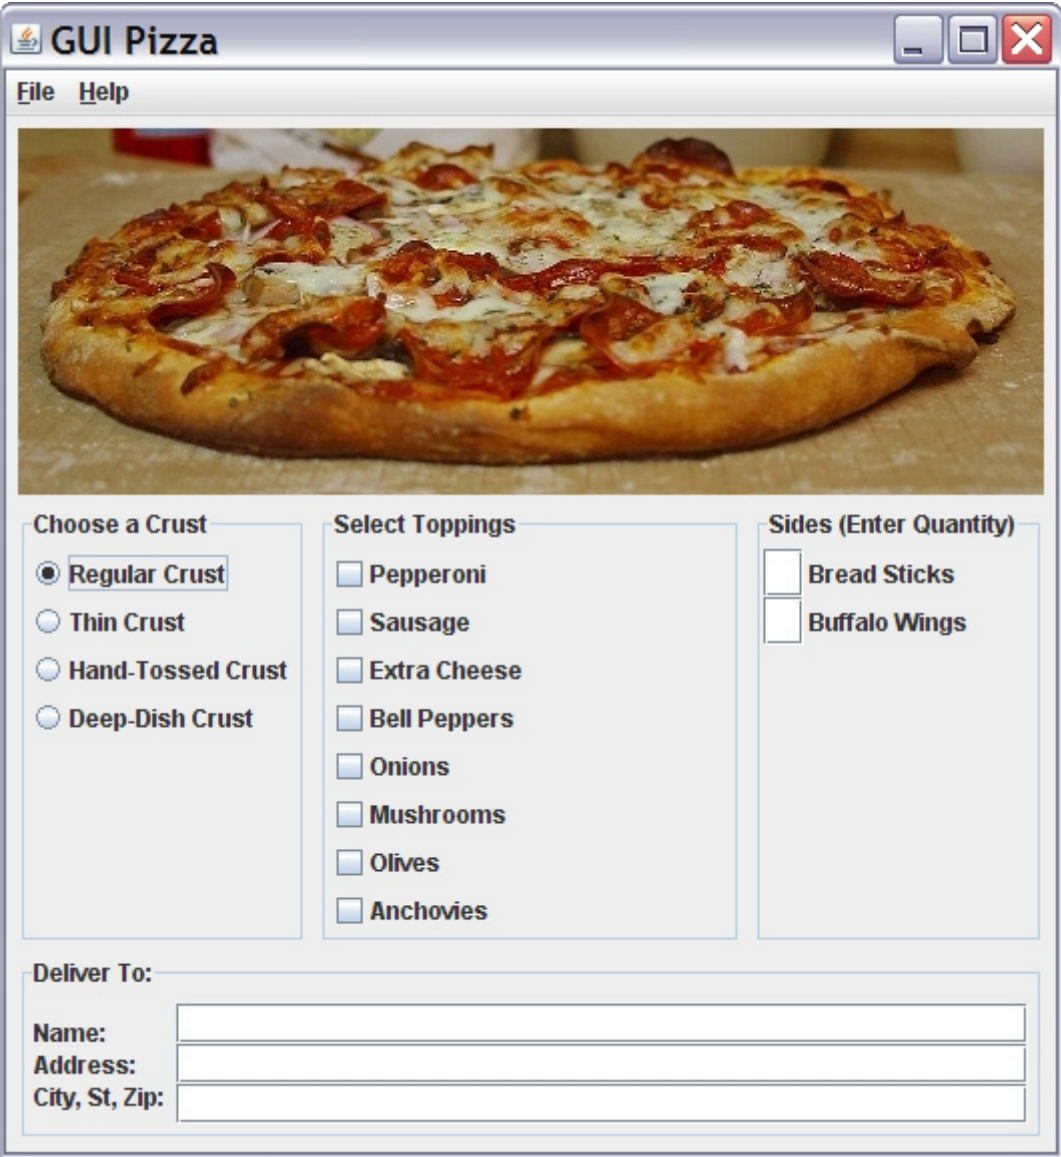 GUI Pizza
File Help
Choose a Crust
Regular Crust
Thin Crust
Hand-Tossed Crust
Deep-Dish Crust
Select Toppings
Pepperoni
Sausage
Extra Cheese
Bell Peppers
Onions
Mushrooms
Olives
Anchovies
Sides (Enter Quantity)
Bread Sticks
Buffalo Wings
Deliver To:
Name:
Address:
City, St, Zip: